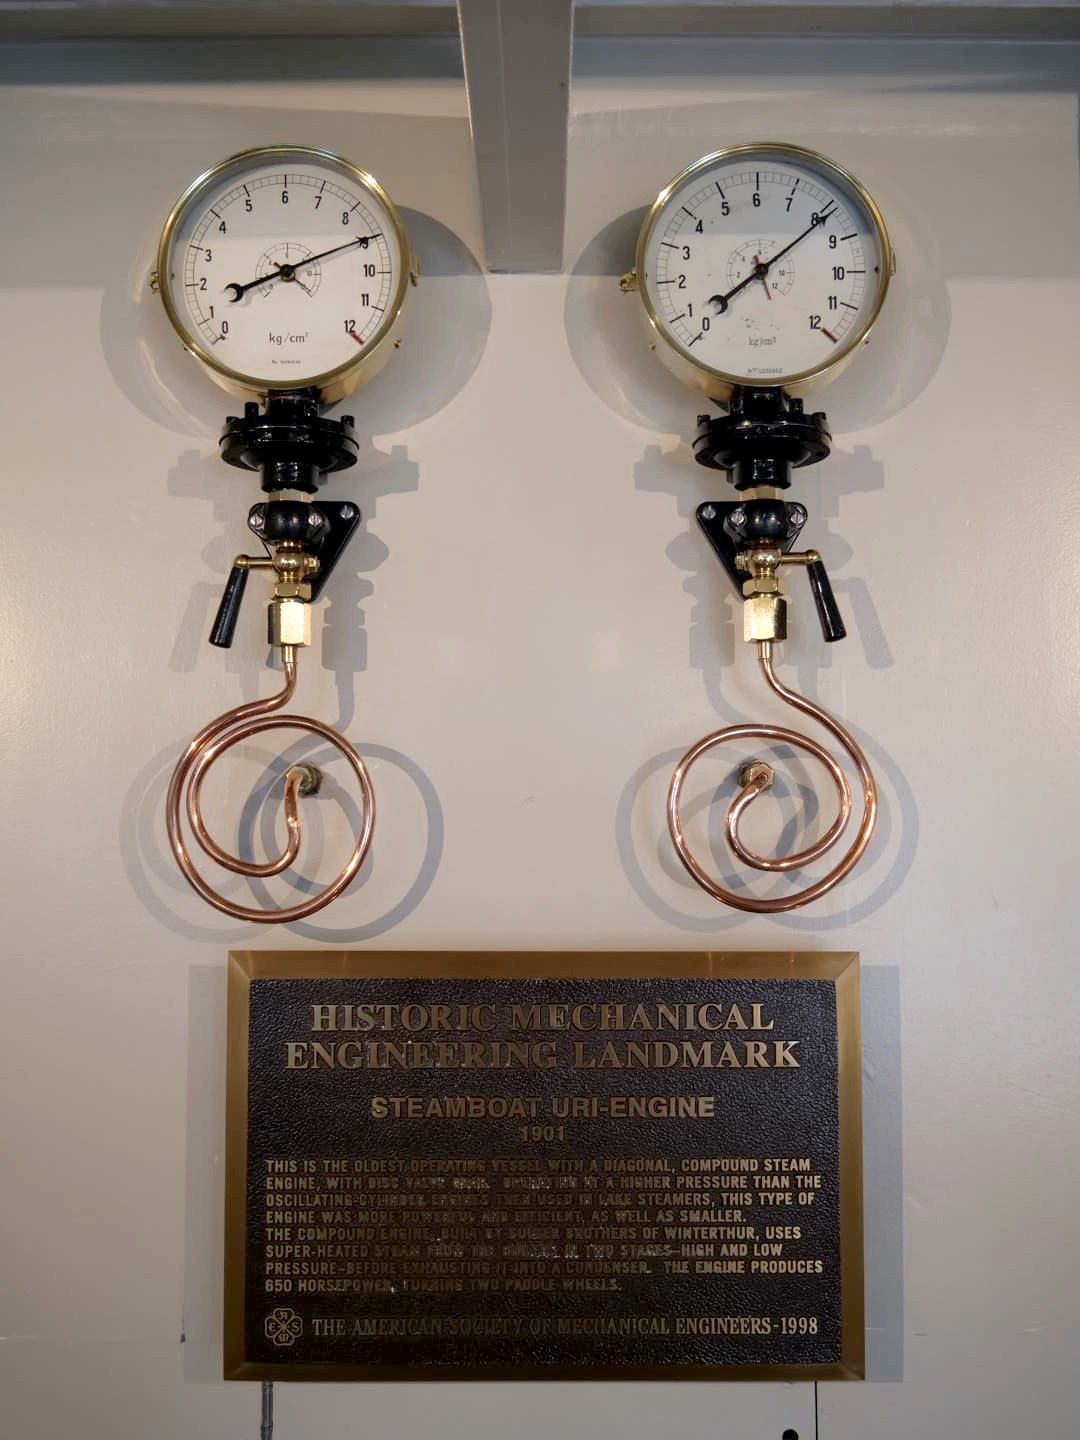 0 1 2 3 4 5 6 7 8 9 10 11 12
kg/cm²
0 1 2 3 4 5 6 7 8 9 10 11 12
kg/cm²
HISTORIC MECHANICAL
ENGINEERING LANDMARK
STEAMBOAT URI-ENGINE
1901
THIS IS THE OLDEST OPERATING VESSEL WITH A DIAGONAL, COMPOUND STEAM
ENGINE, WITH DISC VALVE GEAR. OPERATING AT A HIGHER PRESSURE THAN THE
OSCILLATING-CYLINDER ENGINES THEN USED IN LAKE STEAMERS, THIS TYPE OF
ENGINE WAS MORE POWERFUL AND EFFICIENT, AS WELL AS SMALLER.
THE COMPOUND ENGINE, BUILT BY SULZER BROTHERS OF WINTERTHUR, USES
SUPER-HEATED STEAM FROM THE BOILERS IN TWO STAGES–HIGH AND LOW
PRESSURE–BEFORE EXHAUSTING IT INTO A CONDENSER. THE ENGINE PRODUCES
650 HORSEPOWER, TURNING TWO PADDLE WHEELS.
THE AMERICAN SOCIETY OF MECHANICAL ENGINEERS-1998